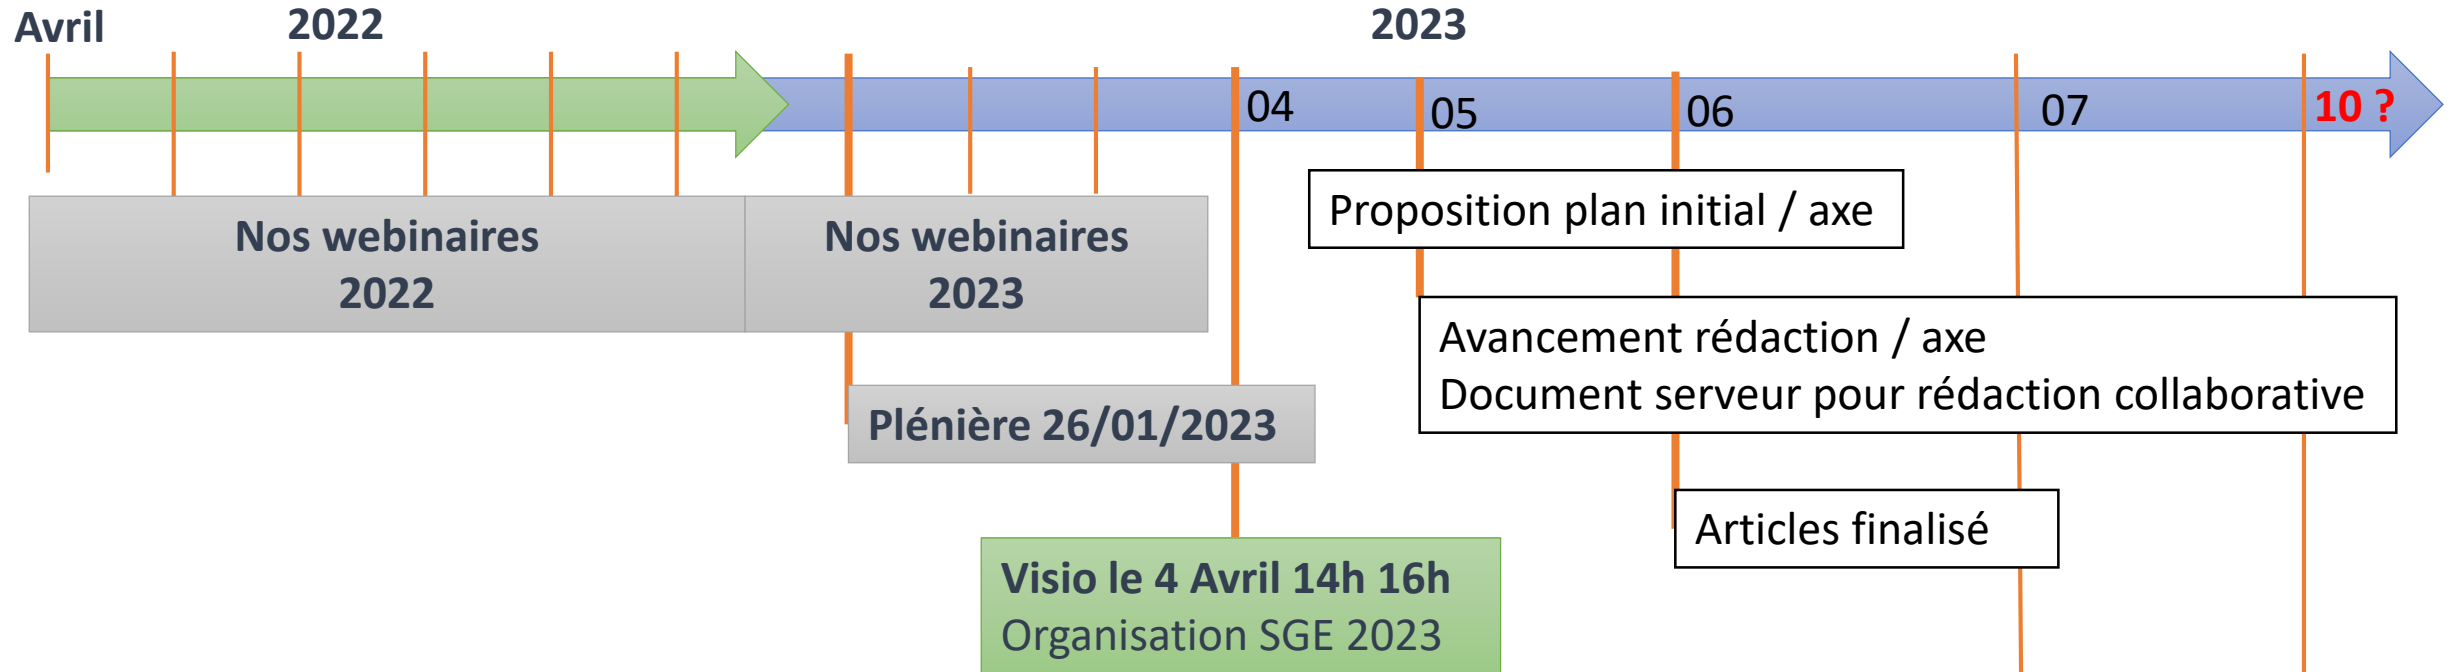 Avril
2022
2023
04
05
06
07
10 ?
Nos webinaires
2022
Nos webinaires
2023
Proposition plan initial / axe
Avancement rédaction / axe
Document serveur pour rédaction collaborative
Plénière 26/01/2023
Articles finalisé
Visio le 4 Avril 14h 16h
Organisation SGE 2023